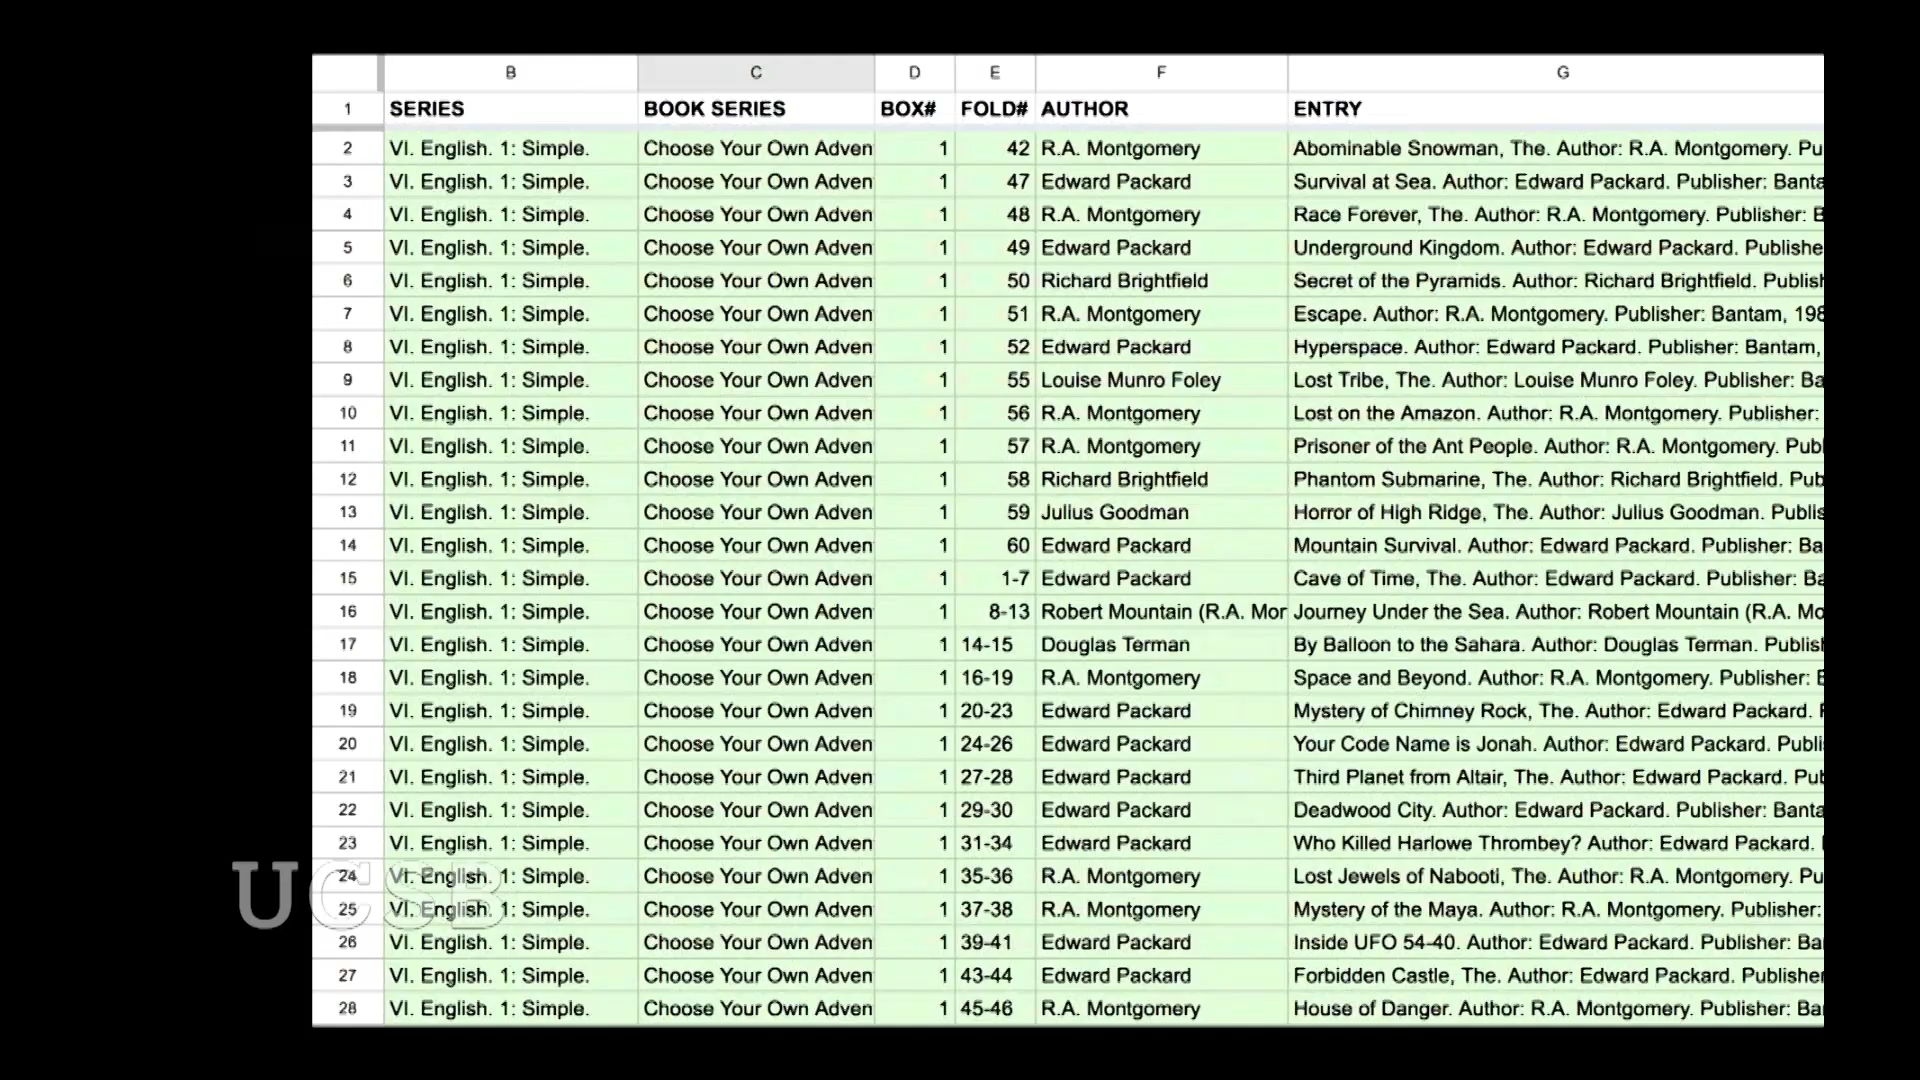 B C D E F G
1 SERIES BOOK SERIES BOX# FOLD# AUTHOR ENTRY
2 VI. English. 1: Simple. Choose Your Own Adven 1 42 R.A. Montgomery Abominable Snowman, The. Author: R.A. Montgomery. Pu
3 VI. English. 1: Simple. Choose Your Own Adven 1 47 Edward Packard Survival at Sea. Author: Edward Packard. Publisher: Banta
4 VI. English. 1: Simple. Choose Your Own Adven 1 48 R.A. Montgomery Race Forever, The. Author: R.A. Montgomery. Publisher: B
5 VI. English. 1: Simple. Choose Your Own Adven 1 49 Edward Packard Underground Kingdom. Author: Edward Packard. Publishe
6 VI. English. 1: Simple. Choose Your Own Adven 1 50 Richard Brightfield Secret of the Pyramids. Author: Richard Brightfield. Publish
7 VI. English. 1: Simple. Choose Your Own Adven 1 51 R.A. Montgomery Escape. Author: R.A. Montgomery. Publisher: Bantam, 198
8 VI. English. 1: Simple. Choose Your Own Adven 1 52 Edward Packard Hyperspace. Author: Edward Packard. Publisher: Bantam,
9 VI. English. 1: Simple. Choose Your Own Adven 1 55 Louise Munro Foley Lost Tribe, The. Author: Louise Munro Foley. Publisher: Ba
10 VI. English. 1: Simple. Choose Your Own Adven 1 56 R.A. Montgomery Lost on the Amazon. Author: R.A. Montgomery. Publisher:
11 VI. English. 1: Simple. Choose Your Own Adven 1 57 R.A. Montgomery Prisoner of the Ant People. Author: R.A. Montgomery. Publ
12 VI. English. 1: Simple. Choose Your Own Adven 1 58 Richard Brightfield Phantom Submarine, The. Author: Richard Brightfield. Pub
13 VI. English. 1: Simple. Choose Your Own Adven 1 59 Julius Goodman Horror of High Ridge, The. Author: Julius Goodman. Publis
14 VI. English. 1: Simple. Choose Your Own Adven 1 60 Edward Packard Mountain Survival. Author: Edward Packard. Publisher: Ba
15 VI. English. 1: Simple. Choose Your Own Adven 1 1-7 Edward Packard Cave of Time, The. Author: Edward Packard. Publisher: Ba
16 VI. English. 1: Simple. Choose Your Own Adven 1 8-13 Robert Mountain (R.A. Mor Journey Under the Sea. Author: Robert Mountain (R.A. Mo
17 VI. English. 1: Simple. Choose Your Own Adven 1 14-15 Douglas Terman By Balloon to the Sahara. Author: Douglas Terman. Publish
18 VI. English. 1: Simple. Choose Your Own Adven 1 16-19 R.A. Montgomery Space and Beyond. Author: R.A. Montgomery. Publisher: B
19 VI. English. 1: Simple. Choose Your Own Adven 1 20-23 Edward Packard Mystery of Chimney Rock, The. Author: Edward Packard. P
20 VI. English. 1: Simple. Choose Your Own Adven 1 24-26 Edward Packard Your Code Name is Jonah. Author: Edward Packard. Publi
21 VI. English. 1: Simple. Choose Your Own Adven 1 27-28 Edward Packard Third Planet from Altair, The. Author: Edward Packard. Pub
22 VI. English. 1: Simple. Choose Your Own Adven 1 29-30 Edward Packard Deadwood City. Author: Edward Packard. Publisher: Banta
23 VI. English. 1: Simple. Choose Your Own Adven 1 31-34 Edward Packard Who Killed Harlowe Thrombey? Author: Edward Packard.
24 VI. English. 1: Simple. Choose Your Own Adven 1 35-36 R.A. Montgomery Lost Jewels of Nabooti, The. Author: R.A. Montgomery. Pu
25 VI. English. 1: Simple. Choose Your Own Adven 1 37-38 R.A. Montgomery Mystery of the Maya. Author: R.A. Montgomery. Publisher:
26 VI. English. 1: Simple. Choose Your Own Adven 1 39-41 Edward Packard Inside UFO 54-40. Author: Edward Packard. Publisher: Ba
27 VI. English. 1: Simple. Choose Your Own Adven 1 43-44 Edward Packard Forbidden Castle, The. Author: Edward Packard. Publisher
28 VI. English. 1: Simple. Choose Your Own Adven 1 45-46 R.A. Montgomery House of Danger. Author: R.A. Montgomery. Publisher: Ba
UCSB